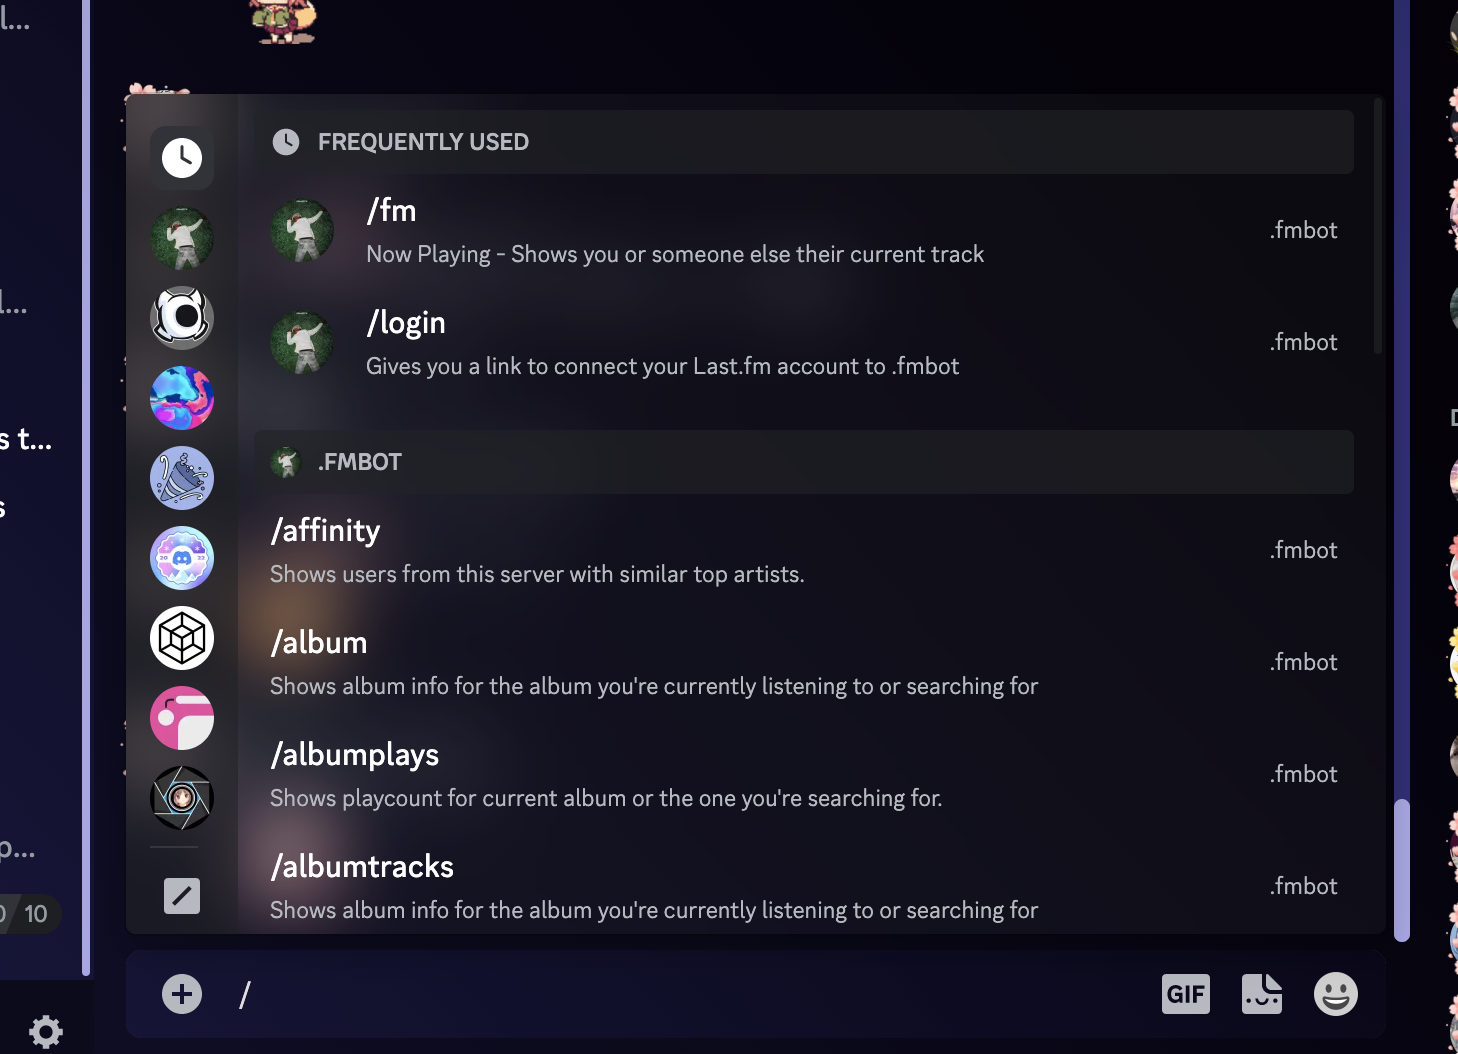 l...
FREQUENTLY USED
/fm
Now Playing - Shows you or someone else their current track
.fmbot
l...
/login
Gives you a link to connect your Last.fm account to .fmbot
.fmbot
s t...
.FMBOT
s
/affinity
Shows users from this server with similar top artists.
.fmbot
/album
Shows album info for the album you're currently listening to or searching for
.fmbot
/albumplays
Shows playcount for current album or the one you're searching for.
.fmbot
p...
/albumtracks
Shows album info for the album you're currently listening to or searching for
.fmbot
0 / 10
/
GIF